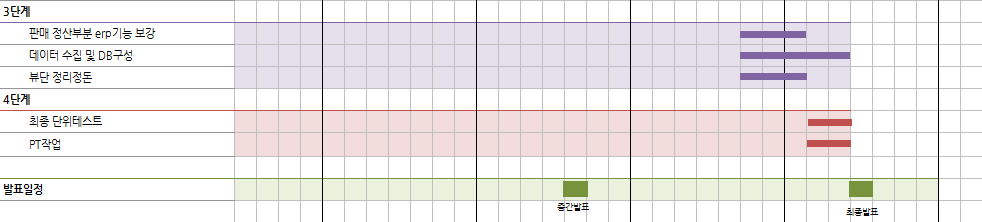 3단계
판매 정산부분 erp기능 보강
데이터 수집 및 DB구성
뷰단 정리정돈
4단계
최종 단위테스트
PT작업
발표일정
중간발표
최종발표